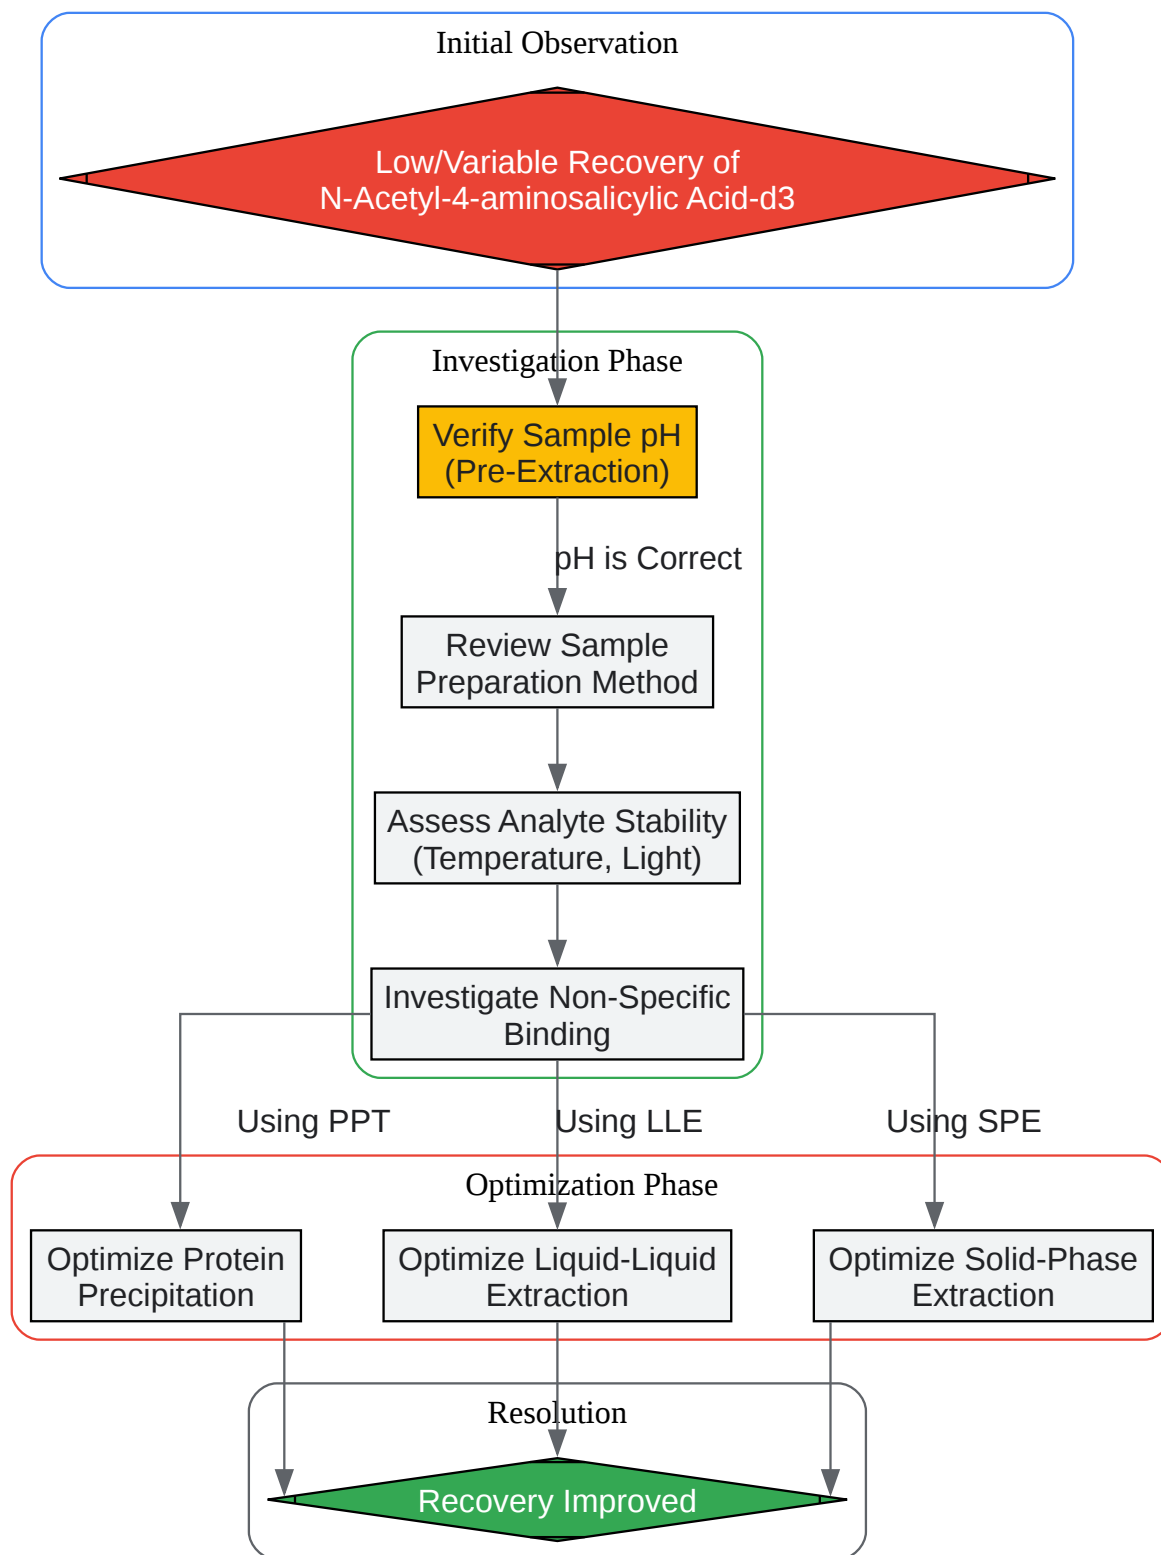 Initial Observation
Low/Variable Recovery of
N-Acetyl-4-aminosalicylic Acid-d3
Investigation Phase
Verify Sample pH
(Pre-Extraction)
pH is Correct
Review Sample
Preparation Method
Assess Analyte Stability
(Temperature, Light)
Investigate Non-Specific
Binding
Using PPT
Using LLE
Using SPE
Optimization Phase
Optimize Protein
Precipitation
Optimize Liquid-Liquid
Extraction
Optimize Solid-Phase
Extraction
Resolution
Recovery Improved